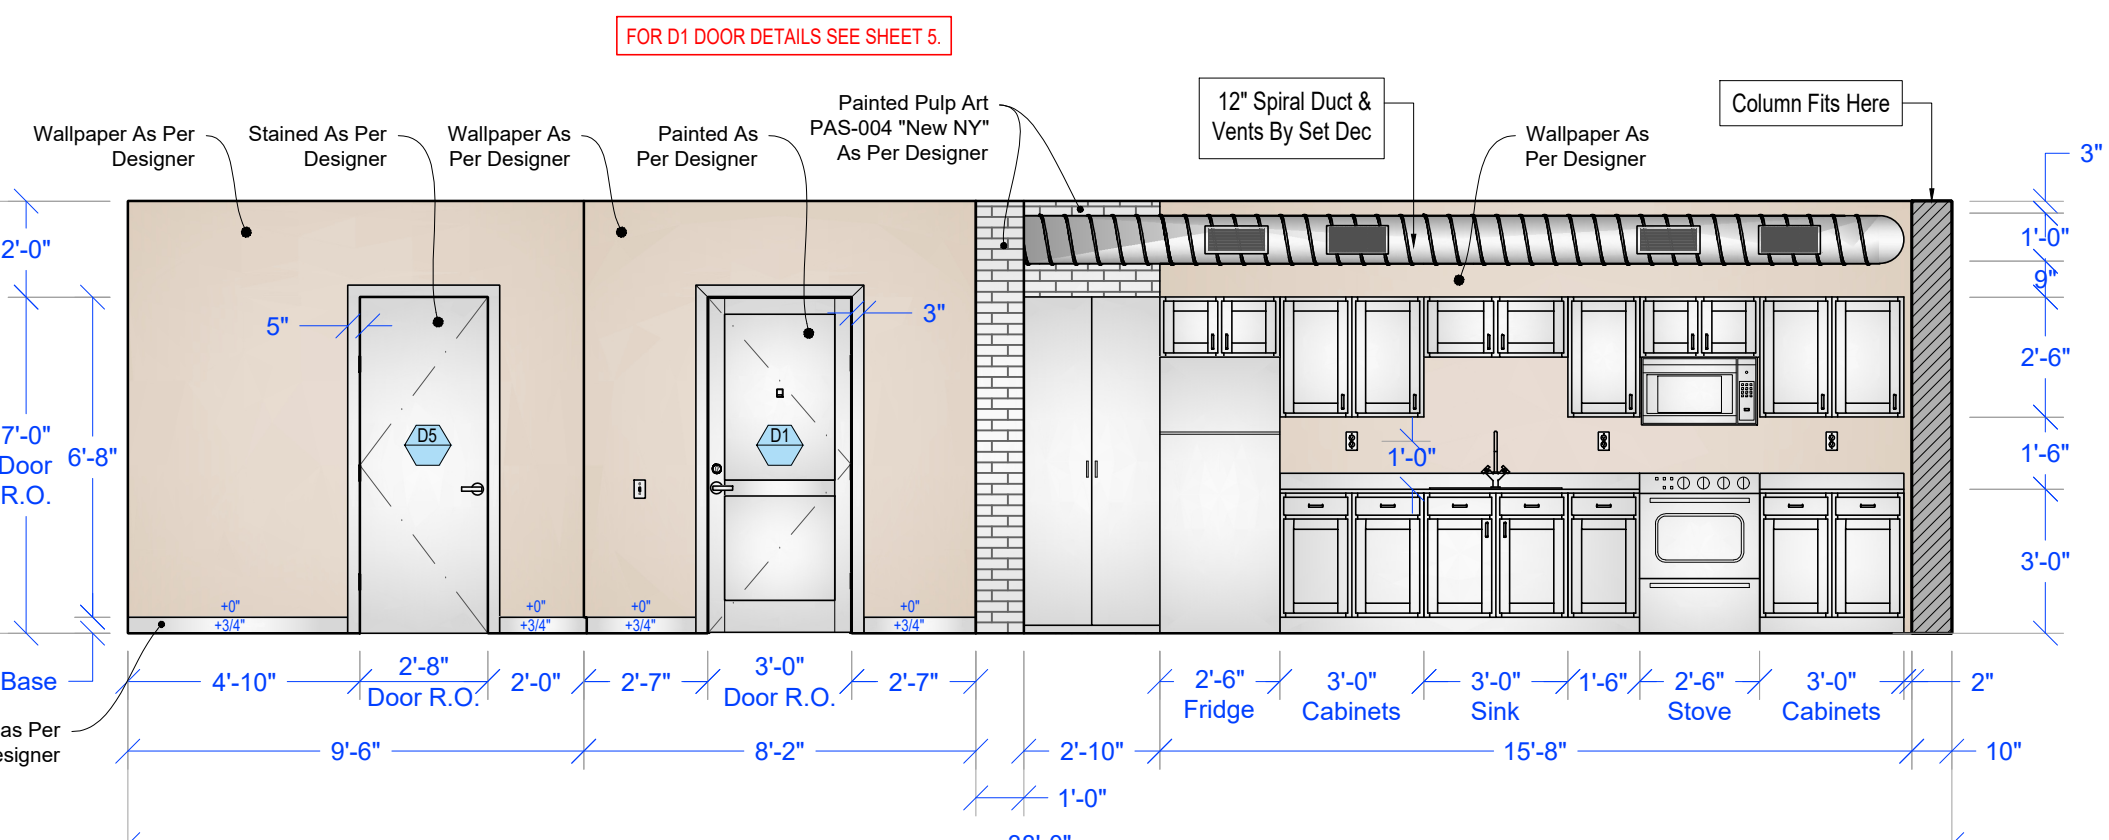 FOR D1 DOOR DETAILS SEE SHEET 5.
Wallpaper As Per
Designer
Stained As Per
Designer
Wallpaper As
Per Designer
Painted As
Per Designer
Painted Pulp Art
PAS-004 "New NY"
As Per Designer
12" Spiral Duct &
Vents By Set Dec
Wallpaper As
Per Designer
Column Fits Here
3"
2'-0"
1'-0"
9"
5"
3"
2'-6"
7'-0"
Door
R.O.
6'-8"
D5
D1
1'-0"
1'-6"
3'-0"
+0"
+3/4"
+0"
+3/4"
+0"
+3/4"
+0"
+3/4"
Base
as Per
esigner
4'-10"
2'-8"
Door R.O.
2'-0"
2'-7"
3'-0"
Door R.O.
2'-7"
2'-6"
Fridge
3'-0"
Cabinets
3'-0"
Sink
1'-6"
2'-6"
Stove
3'-0"
Cabinets
2"
9'-6"
8'-2"
2'-10"
15'-8"
10"
1'-0"